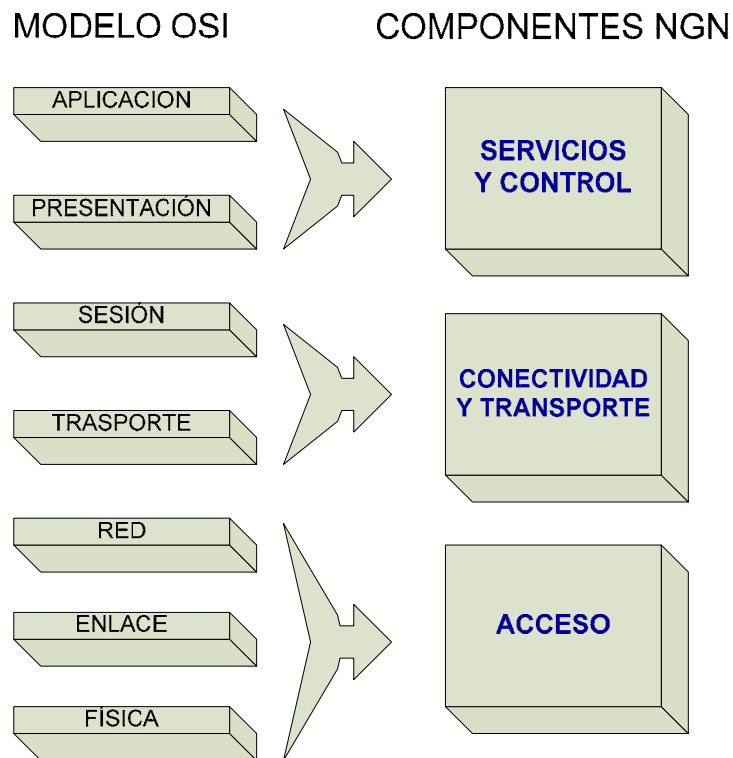 MODELO OSI
COMPONENTES NGN
APLICACION
PRESENTACIÓN
SESIÓN
TRASPORTE
RED
ENLACE
FÍSICA
SERVICIOS
Y CONTROL
CONECTIVIDAD
Y TRANSPORTE
ACCESO